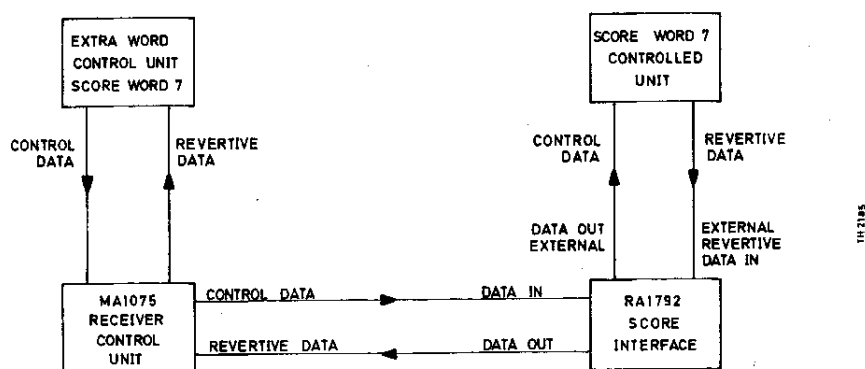 EXTRA WORD
CONTROL UNIT
SCORE WORD 7
SCORE WORD 7
CONTROLLED
UNIT
CONTROL
DATA
REVERTIVE
DATA
CONTROL
DATA
REVERTIVE
DATA
DATA OUT
EXTERNAL
EXTERNAL
REVERTIVE
DATA IN
TH 2185
MA1075
RECEIVER
CONTROL
UNIT
CONTROL DATA
DATA IN
REVERTIVE DATA
DATA OUT
RA1792
SCORE
INTERFACE